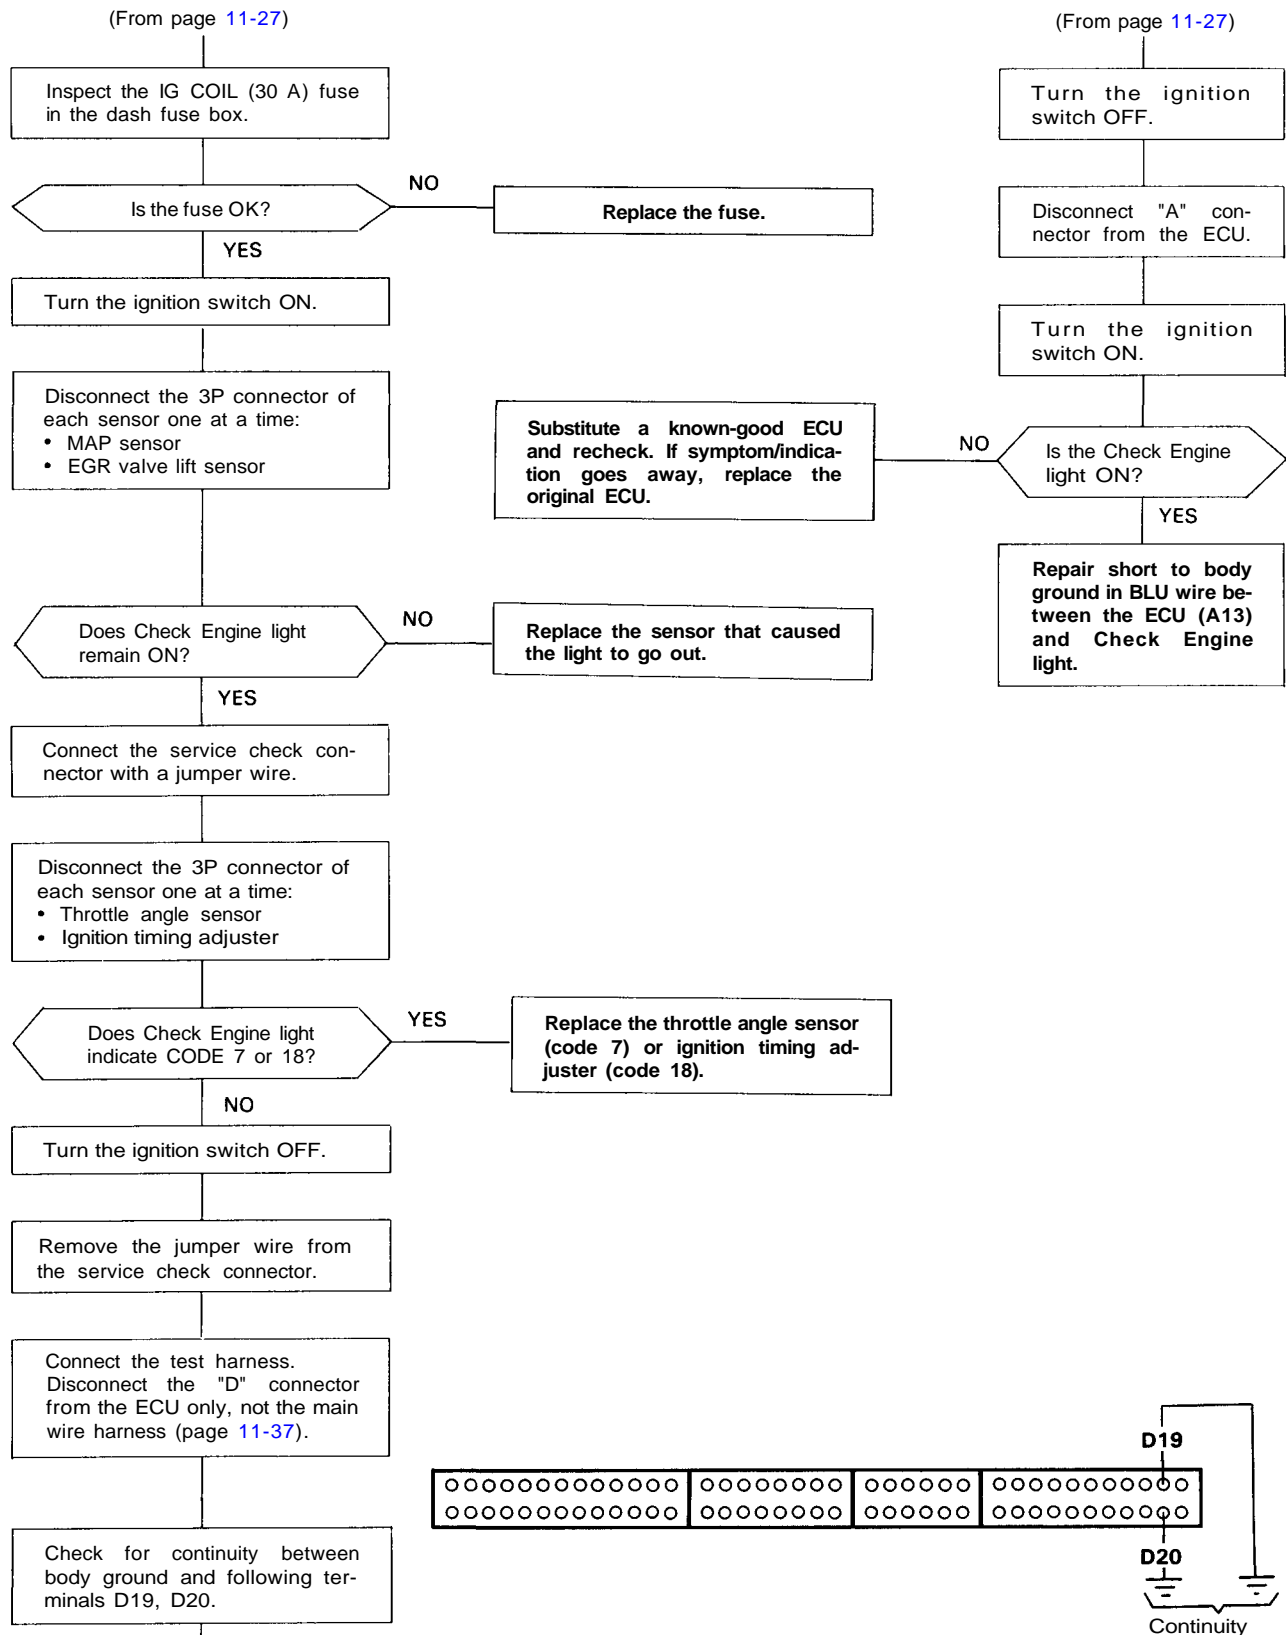 (From page 11-27)
Inspect the IG COIL (30 A) fuse
in the dash fuse box.
Is the fuse OK?
NO
Replace the fuse.
YES
Turn the ignition switch ON.
Disconnect the 3P connector of
each sensor one at a time:
• MAP sensor
• EGR valve lift sensor
Does Check Engine light
remain ON?
NO
Replace the sensor that caused
the light to go out.
YES
Connect the service check con-
nector with a jumper wire.
Disconnect the 3P connector of
each sensor one at a time:
• Throttle angle sensor
• Ignition timing adjuster
Does Check Engine light
indicate CODE 7 or 18?
YES
Replace the throttle angle sensor
(code 7) or ignition timing ad-
juster (code 18).
NO
Turn the ignition switch OFF.
Remove the jumper wire from
the service check connector.
Connect the test harness.
Disconnect the "D" connector
from the ECU only, not the main
wire harness (page 11-37).
Check for continuity between
body ground and following ter-
minals D19, D20.
(From page 11-27)
Turn the ignition
switch OFF.
Disconnect "A" con-
nector from the ECU.
Turn the ignition
switch ON.
Is the Check Engine
light ON?
NO
Substitute a known-good ECU
and recheck. If symptom/indica-
tion goes away, replace the
original ECU.
YES
Repair short to body
ground in BLU wire be-
tween the ECU (A13)
and Check Engine
light.
D19
D20
Continuity